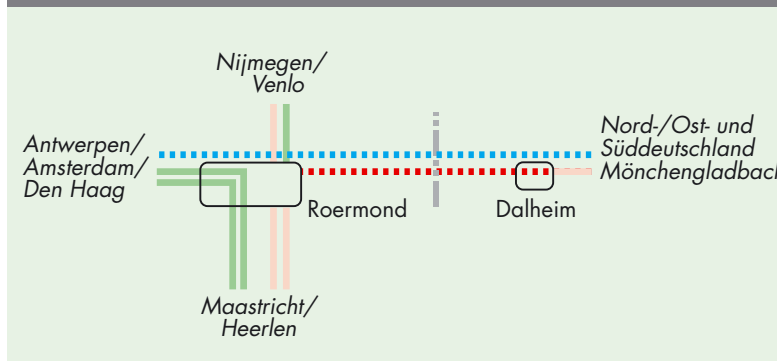 Nijmegen/
Venlo
Antwerpen/
Amsterdam/
Den Haag
Nord-/Ost- und
Süddeutschland
Mönchengladbach
Roermond
Dalheim
Maastricht/
Heerlen